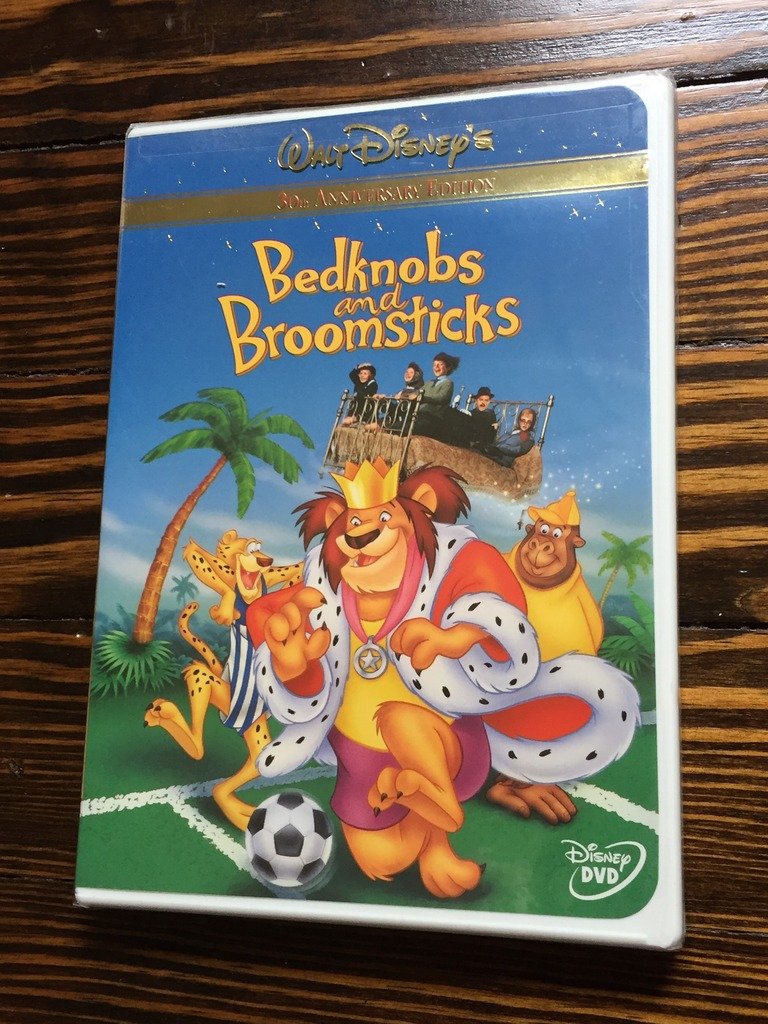 Walt Disney's
30th Anniversary Edition
Bedknobs
and
Broomsticks
Disney
DVD